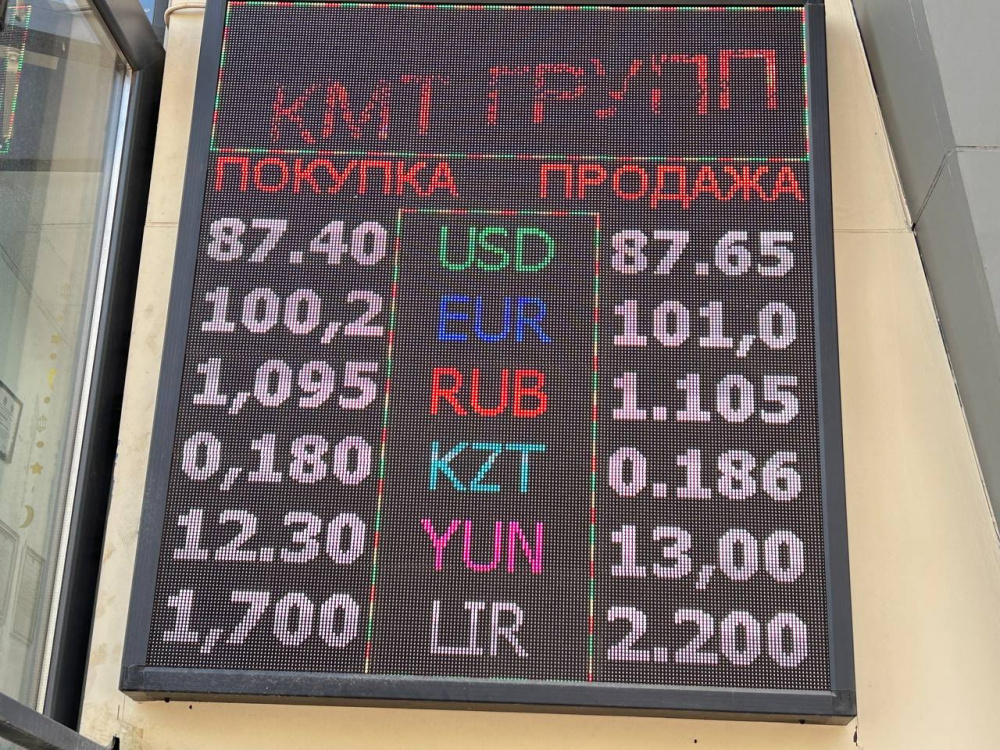 КМТ ГРУПП
ПОКУПКА ПРОДАЖА
87.40 USD 87.65
100,2 EUR 101,0
1,095 RUB 1.105
0,180 KZT 0.186
12.30 YUN 13,00
1,700 LIR 2.200